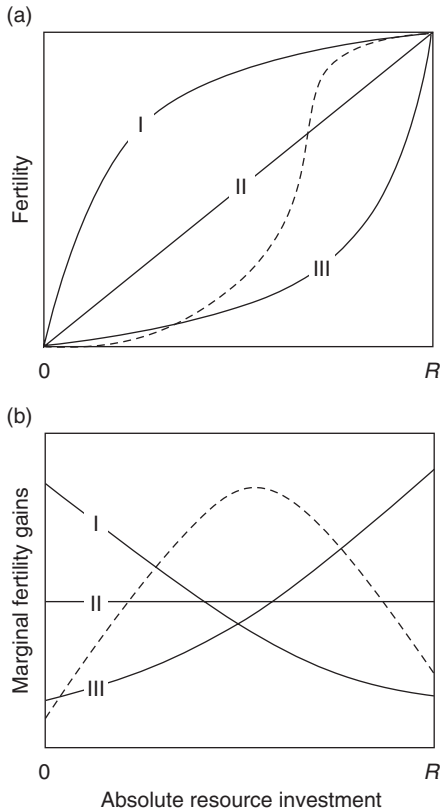 (a)
Fertility
I
II
III
0
R
(b)
Marginal fertility gains
I
II
III
0
R
Absolute resource investment